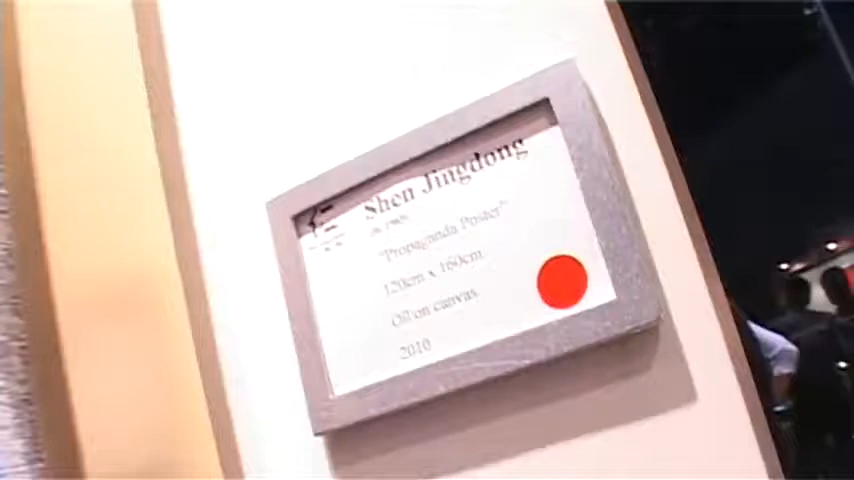 Shen Jingdong
"Propaganda Poster"
120cm x 160cm
Oil on canvas
2010